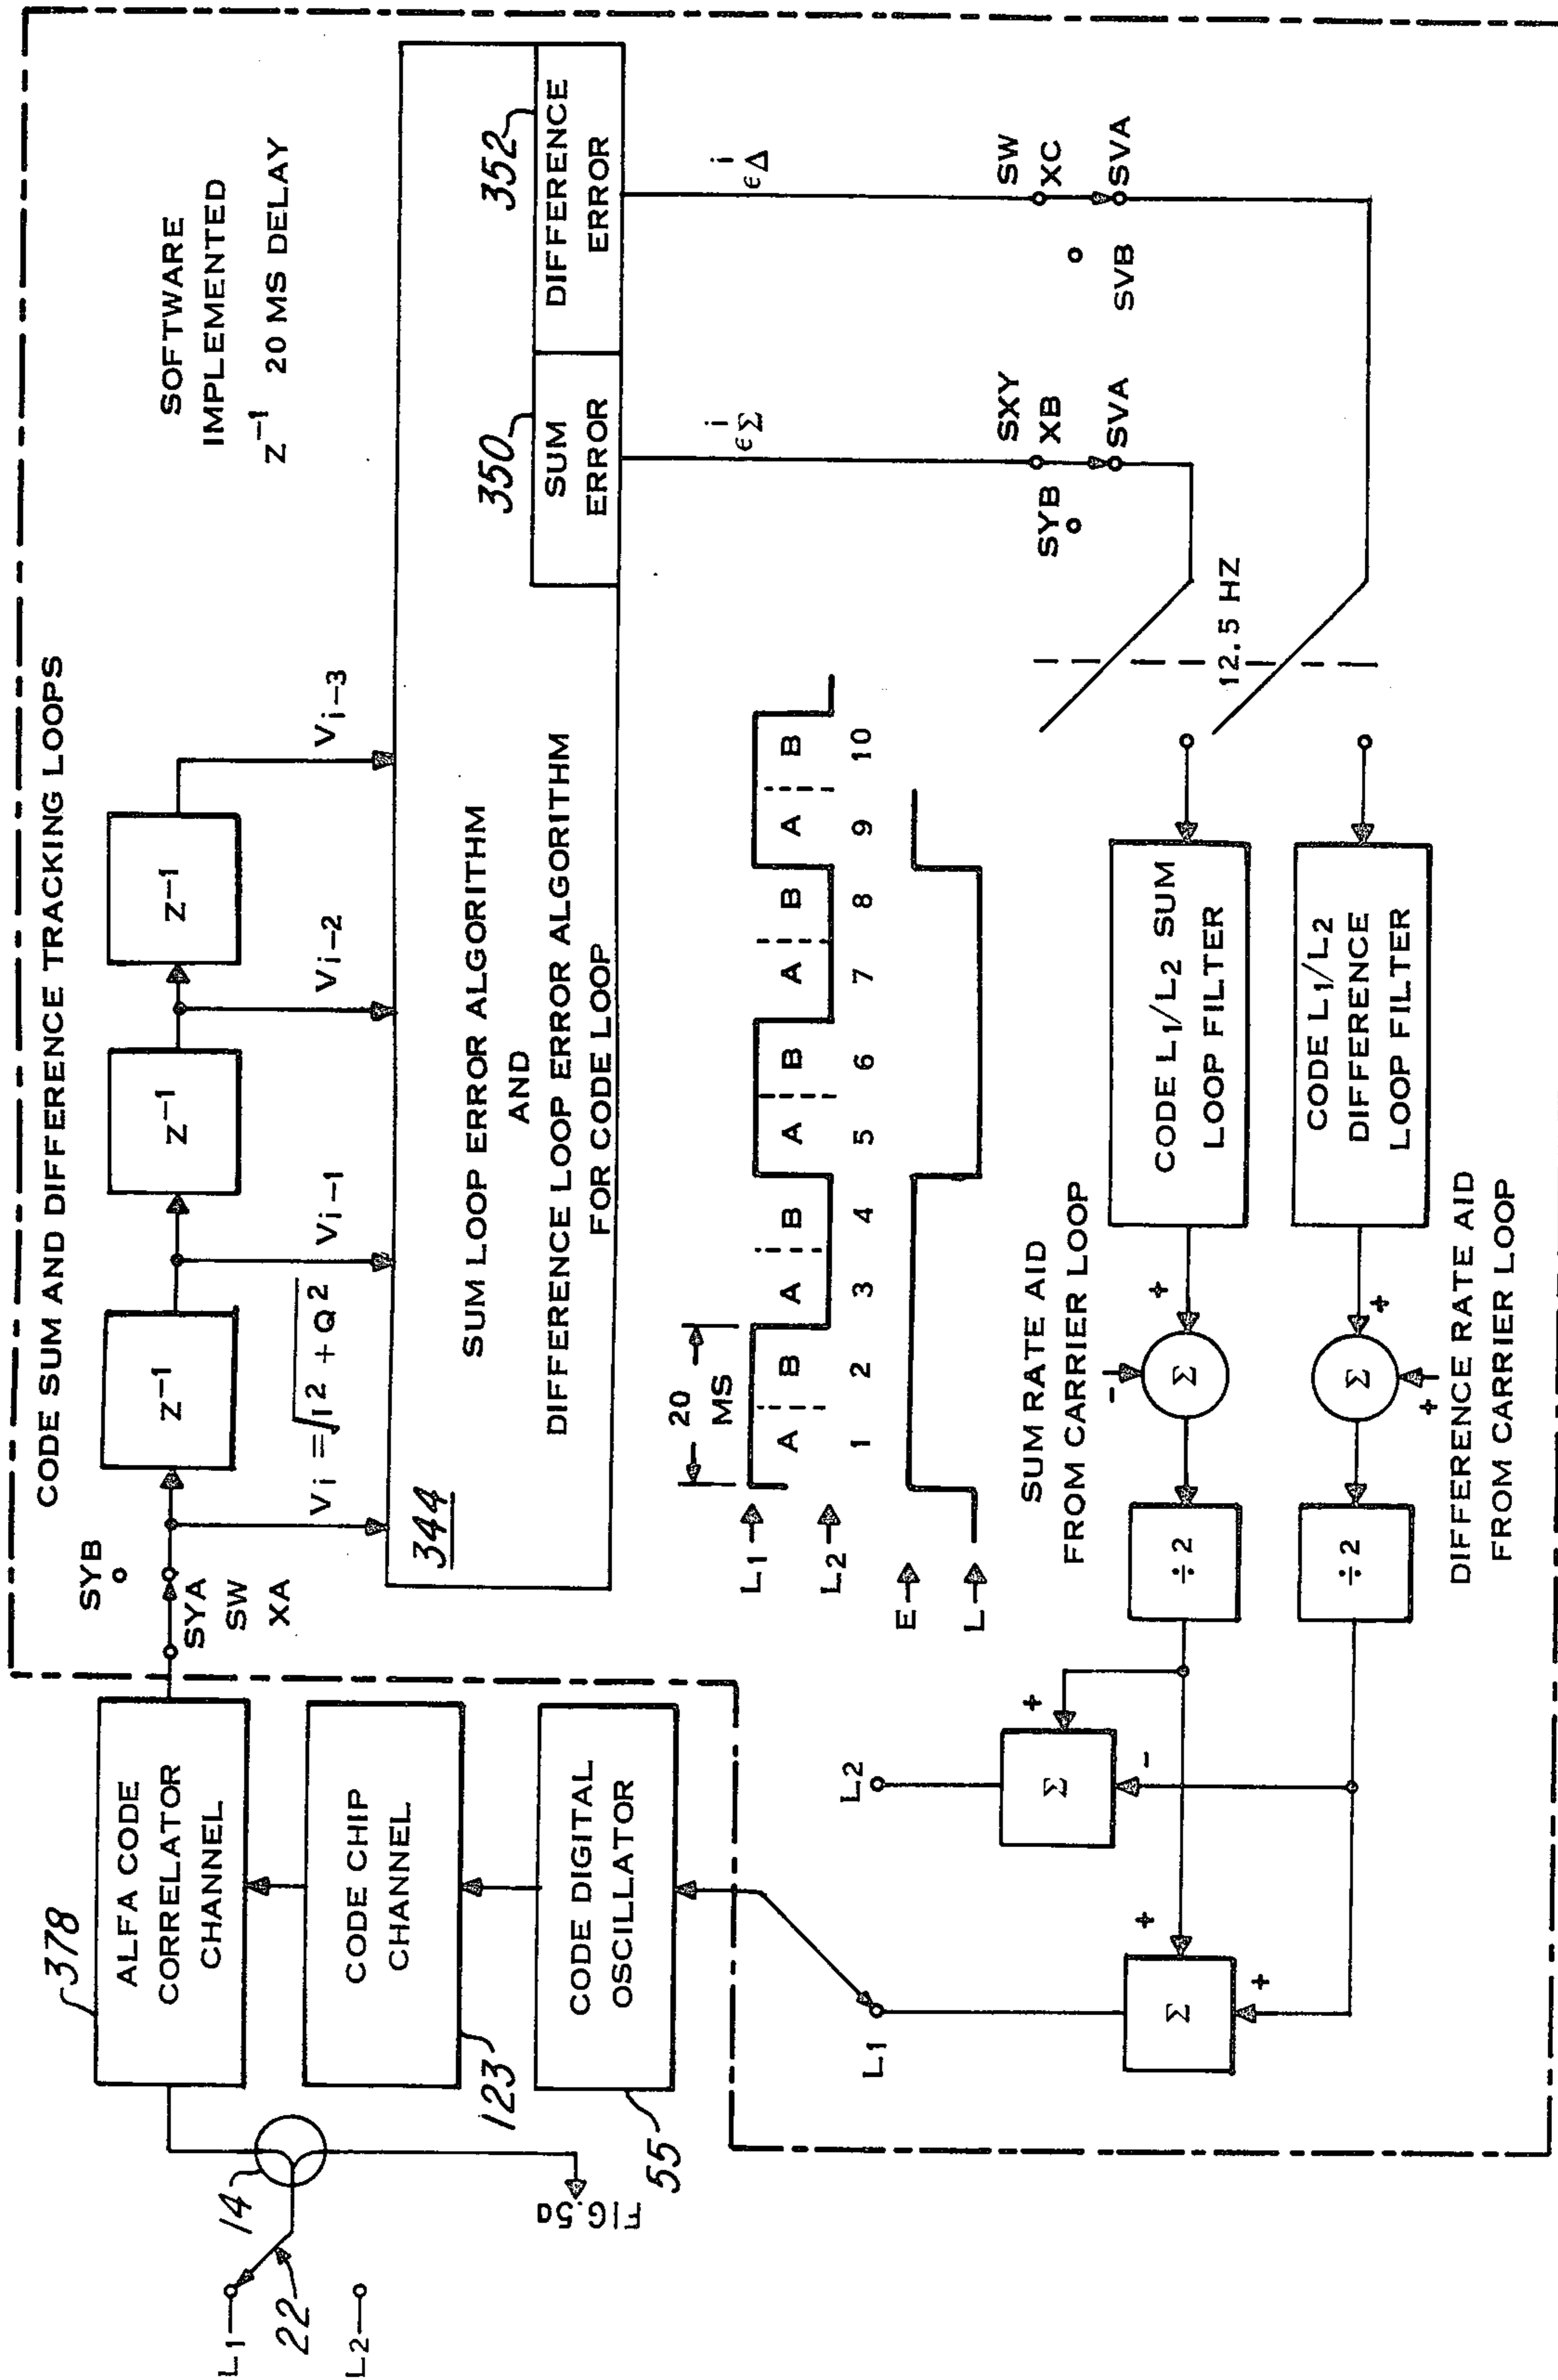 CODE SUM AND DIFFERENCE TRACKING LOOPS
SOFTWARE
IMPLEMENTED
Z⁻¹ 20 MS DELAY
L1
L2
22
14
FIG. 5a
378
ALFA CODE
CORRELATOR
CHANNEL
CODE CHIP
CHANNEL
123
CODE DIGITAL
OSCILLATOR
55
SYB
SYA
SW
XA
Z⁻¹
Z⁻¹
Z⁻¹
Vi = √I² + Q²
Vi−1
Vi−2
Vi−3
344
SUM LOOP ERROR ALGORITHM
AND
DIFFERENCE LOOP ERROR ALGORITHM
FOR CODE LOOP
350
SUM
ERROR
352
DIFFERENCE
ERROR
ϵ i Σ
ϵ i Δ
20
MS
L1
L2
A B A B A B A B A B
1 2 3 4 5 6 7 8 9 10
E
L
SXY
XB
SYB
SVA
SW
XC
SVB
SVA
12.5 HZ
CODE L1/L2 SUM
LOOP FILTER
CODE L1/L2
DIFFERENCE
LOOP FILTER
SUM RATE AID
FROM CARRIER LOOP
+
-
Σ
÷2
DIFFERENCE RATE AID
FROM CARRIER LOOP
+
+
Σ
÷2
L2
+
-
Σ
L1
+
+
Σ